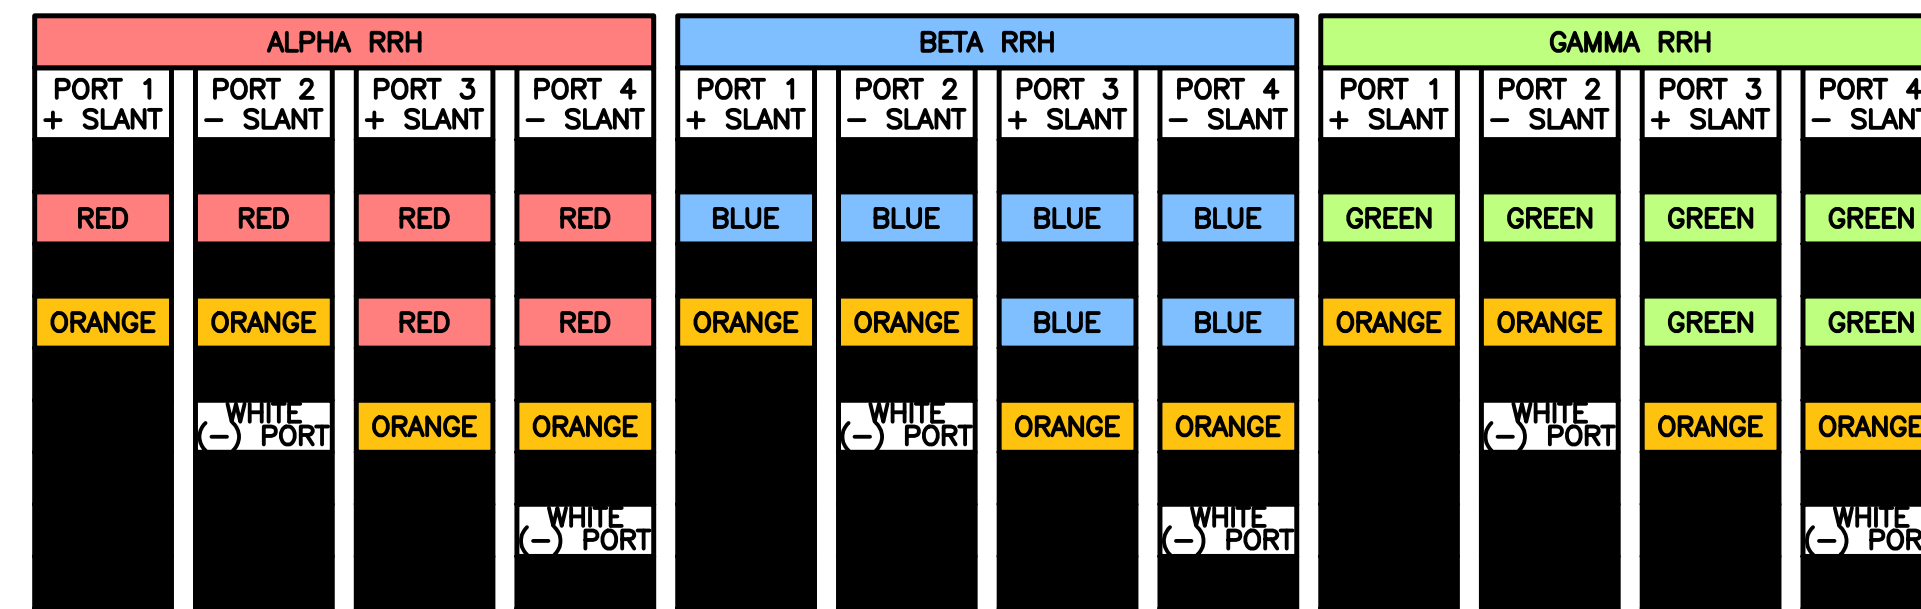 ALPHA RRH BETA RRH GAMMA RRH
PORT 1 PORT 2 PORT 3 PORT 4 PORT 1 PORT 2 PORT 3 PORT 4 PORT 1 PORT 2 PORT 3 PORT 4
+ SLANT - SLANT + SLANT - SLANT + SLANT - SLANT + SLANT - SLANT + SLANT - SLANT + SLANT - SLANT
RED RED RED RED BLUE BLUE BLUE BLUE GREEN GREEN GREEN GREEN
ORANGE ORANGE RED RED ORANGE ORANGE BLUE BLUE ORANGE ORANGE GREEN GREEN
WHITE WHITE WHITE
(-) PORT ORANGE ORANGE (-) PORT ORANGE ORANGE (-) PORT ORANGE ORANGE
WHITE WHITE WHITE
(-) PORT (-) PORT (-) POR